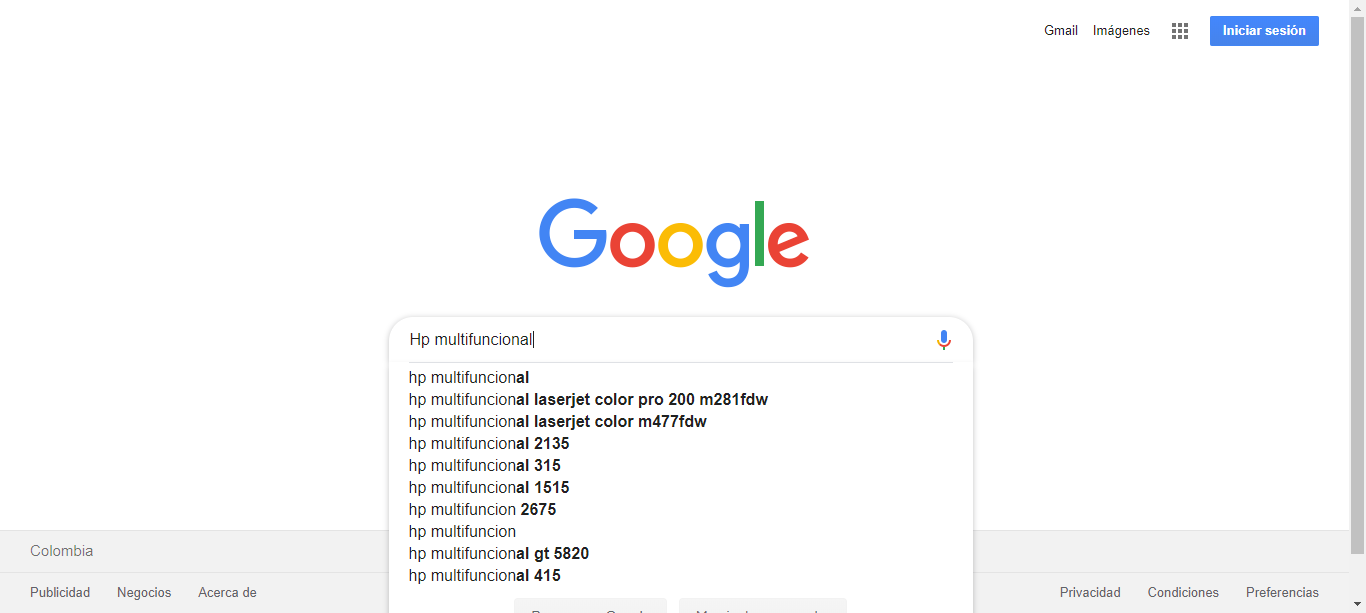 Gmail Imágenes Iniciar sesión
Google
Hp multifuncional
hp multifuncional
hp multifuncional laserjet color pro 200 m281fdw
hp multifuncional laserjet color m477fdw
hp multifuncional 2135
hp multifuncional 315
hp multifuncional 1515
hp multifuncion 2675
hp multifuncion
hp multifuncional gt 5820
hp multifuncional 415
Colombia
Publicidad Negocios Acerca de Privacidad Condiciones Preferencias